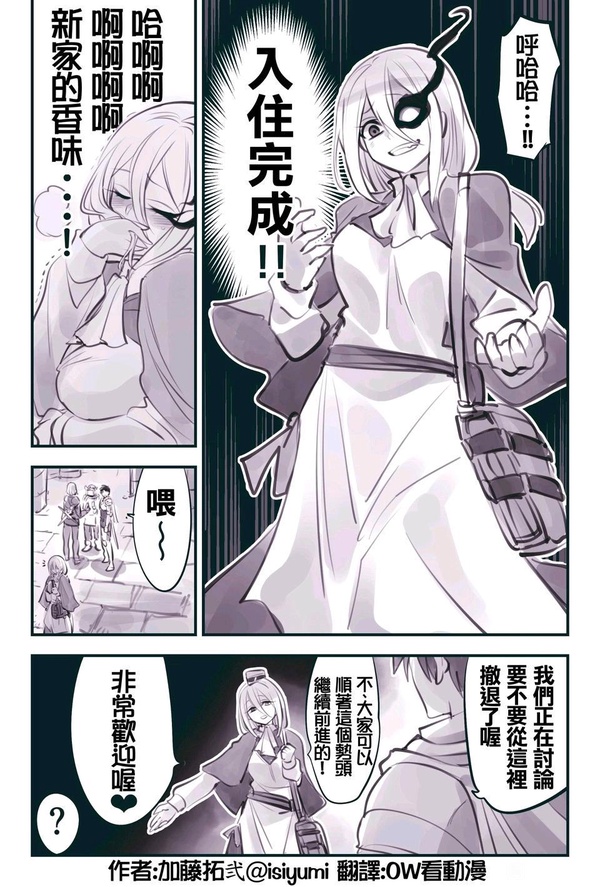 呼哈哈…!!
入住完成!!
哈啊啊
啊啊啊啊
新家的香味…!
喂~
我們正在討論
要不要從這裡
撤退了喔
不,大家可以
順著這個勢頭
繼續前進的!
非常歡迎喔♥
?
作者:加藤拓弐@isiyumi 翻譯:OW看動漫